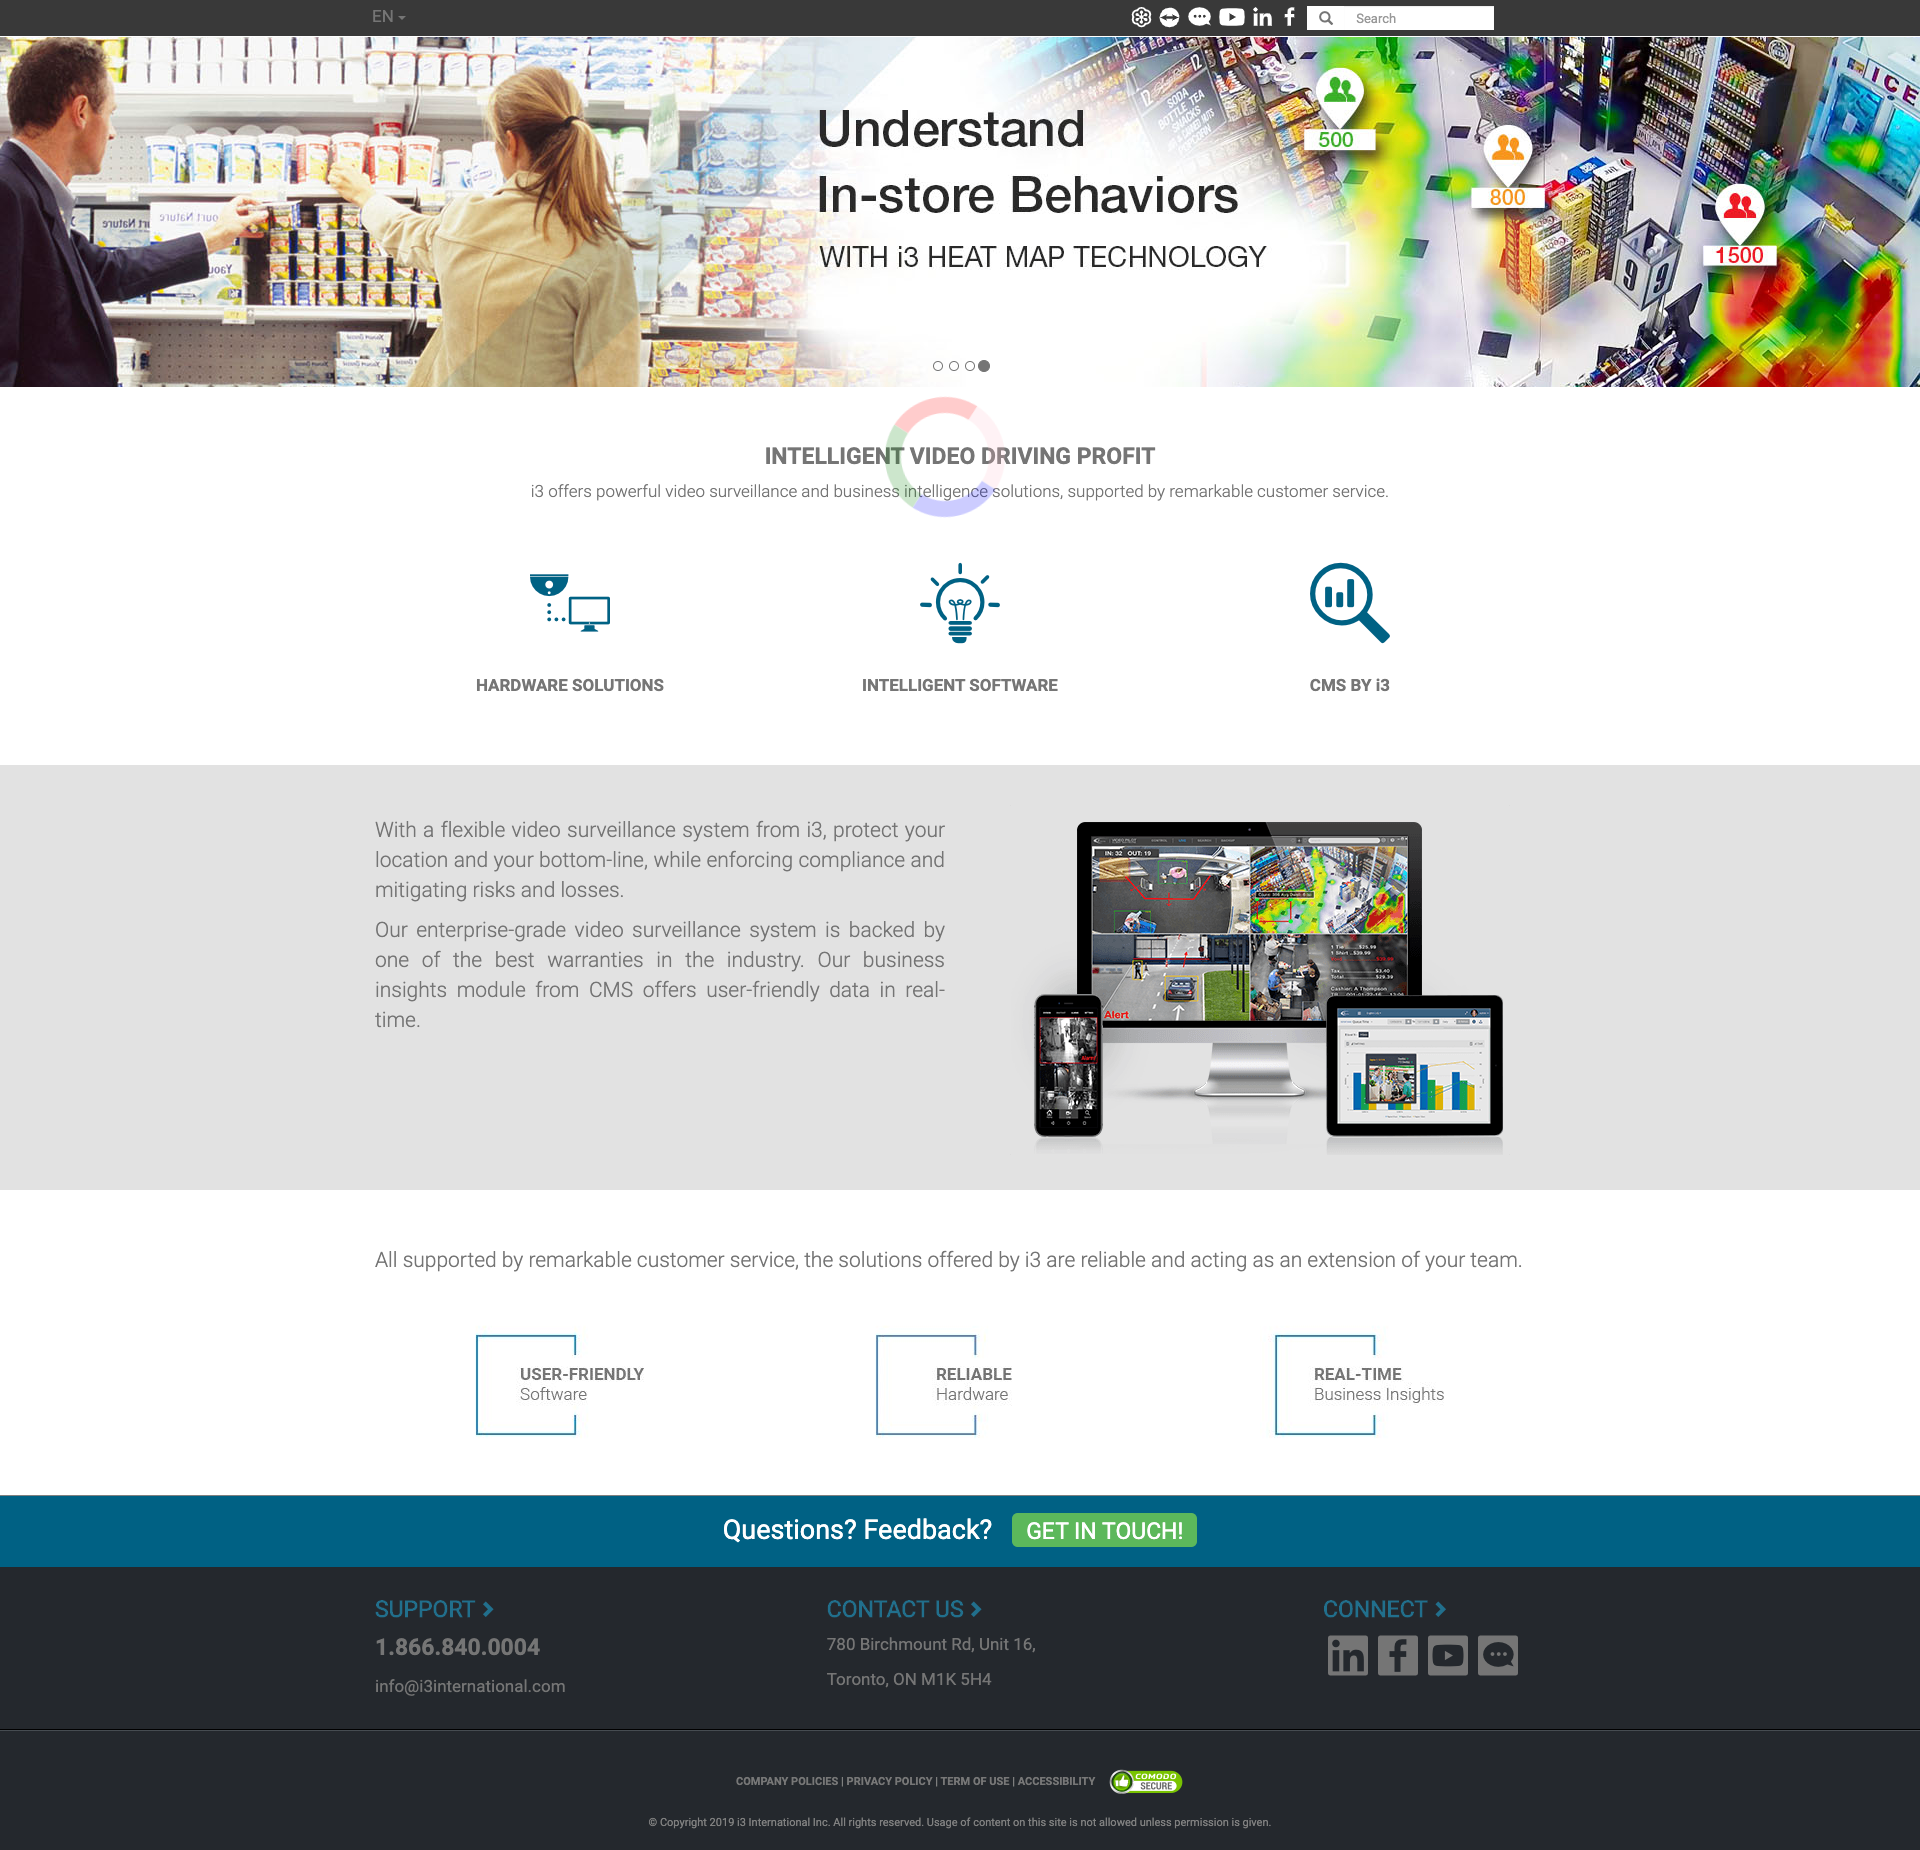 EN
Search
Understand
In-store Behaviors
WITH i3 HEAT MAP TECHNOLOGY
500
800
1500
ICE
99
INTELLIGENT VIDEO DRIVING PROFIT
i3 offers powerful video surveillance and business intelligence solutions, supported by remarkable customer service.
HARDWARE SOLUTIONS
INTELLIGENT SOFTWARE
CMS BY i3
With a flexible video surveillance system from i3, protect your
location and your bottom-line, while enforcing compliance and
mitigating risks and losses.
Our enterprise-grade video surveillance system is backed by
one of the best warranties in the industry. Our business
insights module from CMS offers user-friendly data in real-
time.
IN: 32 OUT: 19
Alert
All supported by remarkable customer service, the solutions offered by i3 are reliable and acting as an extension of your team.
USER-FRIENDLY
Software
RELIABLE
Hardware
REAL-TIME
Business Insights
Questions? Feedback? GET IN TOUCH!
SUPPORT
1.866.840.0004
info@i3international.com
CONTACT US
780 Birchmount Rd, Unit 16,
Toronto, ON M1K 5H4
CONNECT
COMPANY POLICIES | PRIVACY POLICY | TERM OF USE | ACCESSIBILITY
COMODO
SECURE
© Copyright 2019 i3 International Inc. All rights reserved. Usage of content on this site is not allowed unless permission is given.